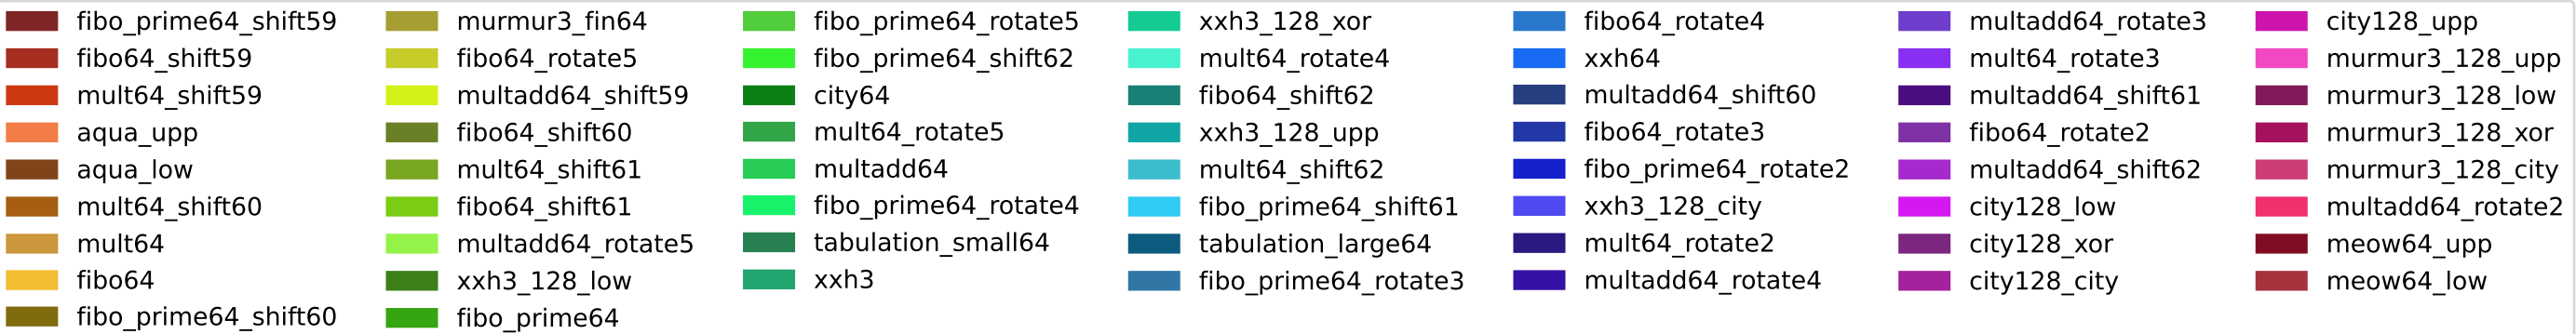 fibo_prime64_shift59
fibo64_shift59
mult64_shift59
aqua_upp
aqua_low
mult64_shift60
mult64
fibo64
fibo_prime64_shift60
murmur3_fin64
fibo64_rotate5
multadd64_shift59
fibo64_shift60
mult64_shift61
fibo64_shift61
multadd64_rotate5
xxh3_128_low
fibo_prime64
fibo_prime64_rotate5
fibo_prime64_shift62
city64
mult64_rotate5
multadd64
fibo_prime64_rotate4
tabulation_small64
xxh3
xxh3_128_xor
mult64_rotate4
fibo64_shift62
xxh3_128_upp
mult64_shift62
fibo_prime64_shift61
tabulation_large64
fibo_prime64_rotate3
fibo64_rotate4
xxh64
multadd64_shift60
fibo64_rotate3
fibo_prime64_rotate2
xxh3_128_city
mult64_rotate2
multadd64_rotate4
multadd64_rotate3
mult64_rotate3
multadd64_shift61
fibo64_rotate2
multadd64_shift62
city128_low
city128_xor
city128_city
city128_upp
murmur3_128_upp
murmur3_128_low
murmur3_128_xor
murmur3_128_city
multadd64_rotate2
meow64_upp
meow64_low